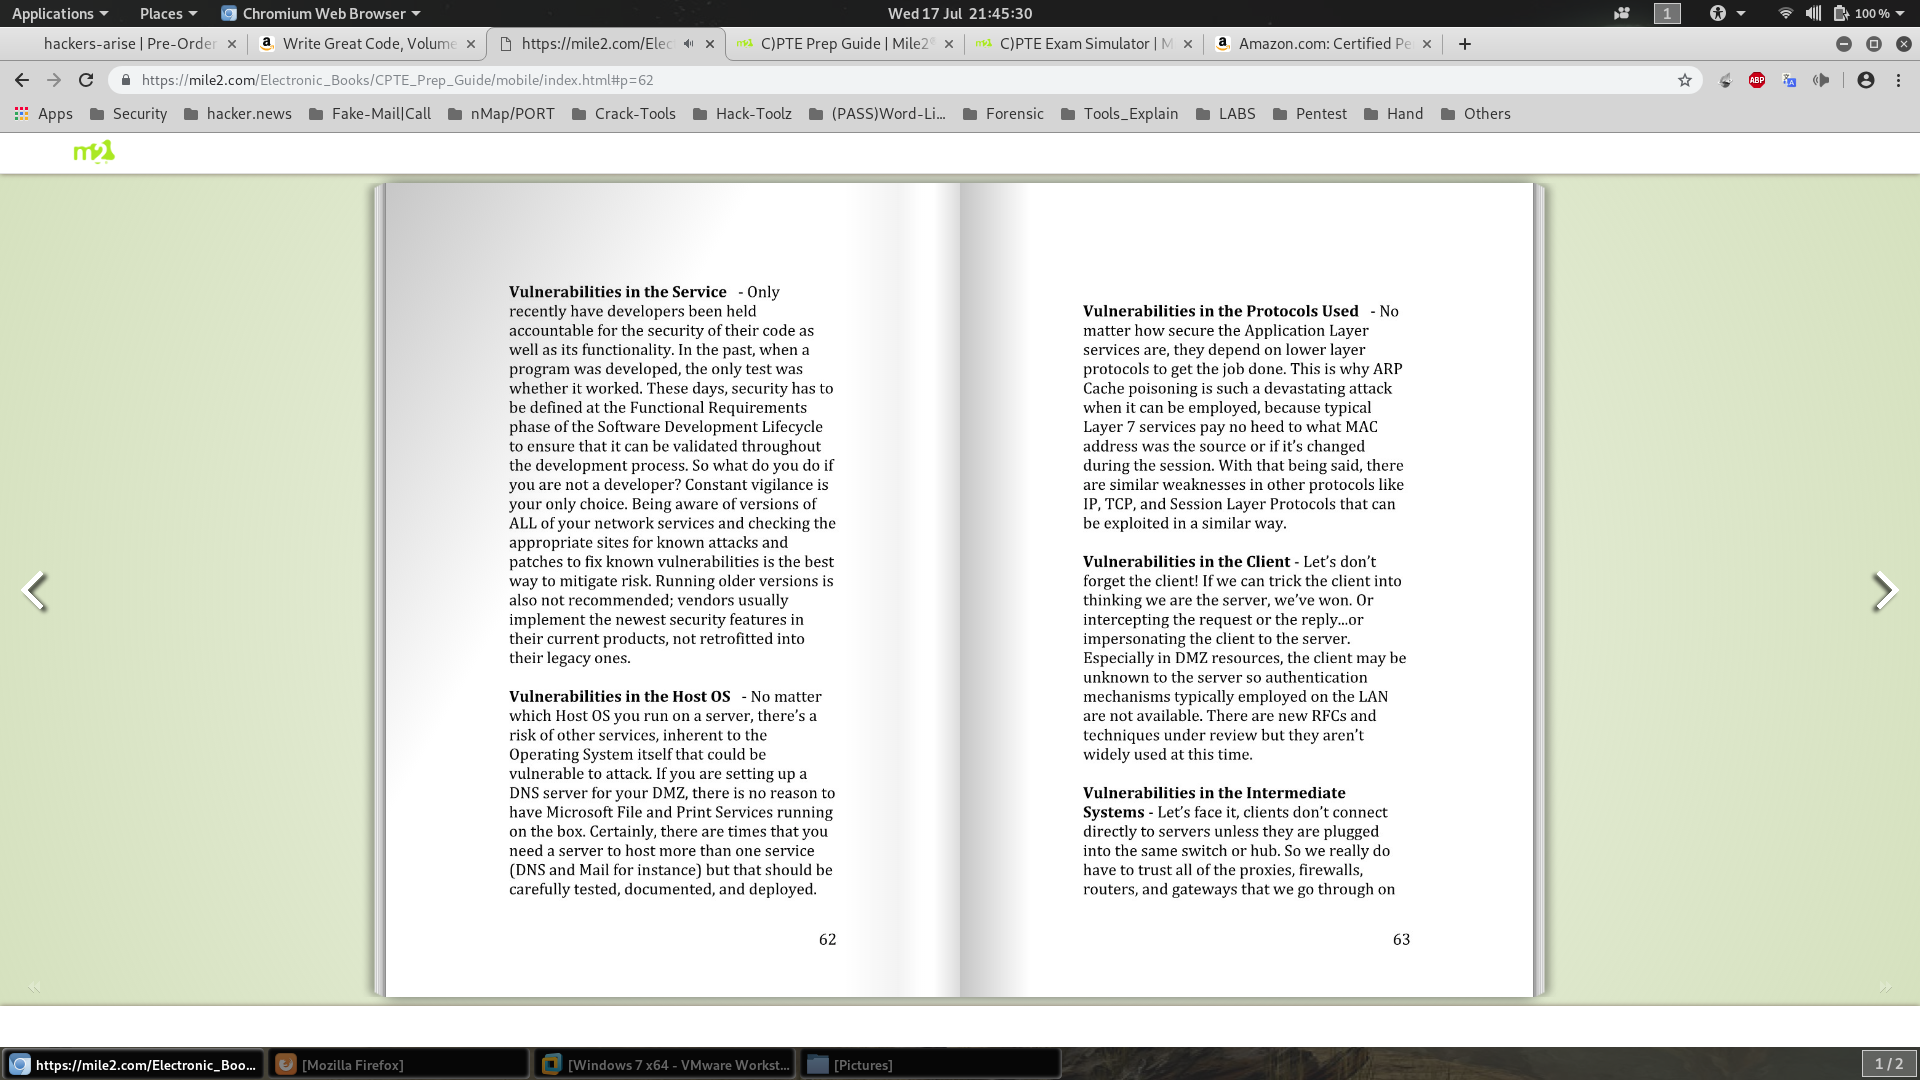 Applications Places Chromium Web Browser Wed 17 Jul 21:45:30 1 100 %
hackers-arise | Pre-Order Write Great Code, Volume https://mile2.com/Elec C)PTE Prep Guide | Mile2® C)PTE Exam Simulator | M Amazon.com: Certified Pe
https://mile2.com/Electronic_Books/CPTE_Prep_Guide/mobile/index.html#p=62 ABP
Apps Security hacker.news Fake-Mail|Call nMap/PORT Crack-Tools Hack-Toolz (PASS)Word-Li... Forensic Tools_Explain LABS Pentest Hand Others
m2
Vulnerabilities in the Service - Only
recently have developers been held
accountable for the security of their code as
well as its functionality. In the past, when a
program was developed, the only test was
whether it worked. These days, security has to
be defined at the Functional Requirements
phase of the Software Development Lifecycle
to ensure that it can be validated throughout
the development process. So what do you do if
you are not a developer? Constant vigilance is
your only choice. Being aware of versions of
ALL of your network services and checking the
appropriate sites for known attacks and
patches to fix known vulnerabilities is the best
way to mitigate risk. Running older versions is
also not recommended; vendors usually
implement the newest security features in
their current products, not retrofitted into
their legacy ones.
Vulnerabilities in the Host OS - No matter
which Host OS you run on a server, there's a
risk of other services, inherent to the
Operating System itself that could be
vulnerable to attack. If you are setting up a
DNS server for your DMZ, there is no reason to
have Microsoft File and Print Services running
on the box. Certainly, there are times that you
need a server to host more than one service
(DNS and Mail for instance) but that should be
carefully tested, documented, and deployed.
62
Vulnerabilities in the Protocols Used - No
matter how secure the Application Layer
services are, they depend on lower layer
protocols to get the job done. This is why ARP
Cache poisoning is such a devastating attack
when it can be employed, because typical
Layer 7 services pay no heed to what MAC
address was the source or if it's changed
during the session. With that being said, there
are similar weaknesses in other protocols like
IP, TCP, and Session Layer Protocols that can
be exploited in a similar way.
Vulnerabilities in the Client - Let's don't
forget the client! If we can trick the client into
thinking we are the server, we've won. Or
intercepting the request or the reply...or
impersonating the client to the server.
Especially in DMZ resources, the client may be
unknown to the server so authentication
mechanisms typically employed on the LAN
are not available. There are new RFCs and
techniques under review but they aren't
widely used at this time.
Vulnerabilities in the Intermediate
Systems - Let's face it, clients don't connect
directly to servers unless they are plugged
into the same switch or hub. So we really do
have to trust all of the proxies, firewalls,
routers, and gateways that we go through on
63
https://mile2.com/Electronic_Boo... [Mozilla Firefox] [Windows 7 x64 - VMware Workst... [Pictures] 1 / 2